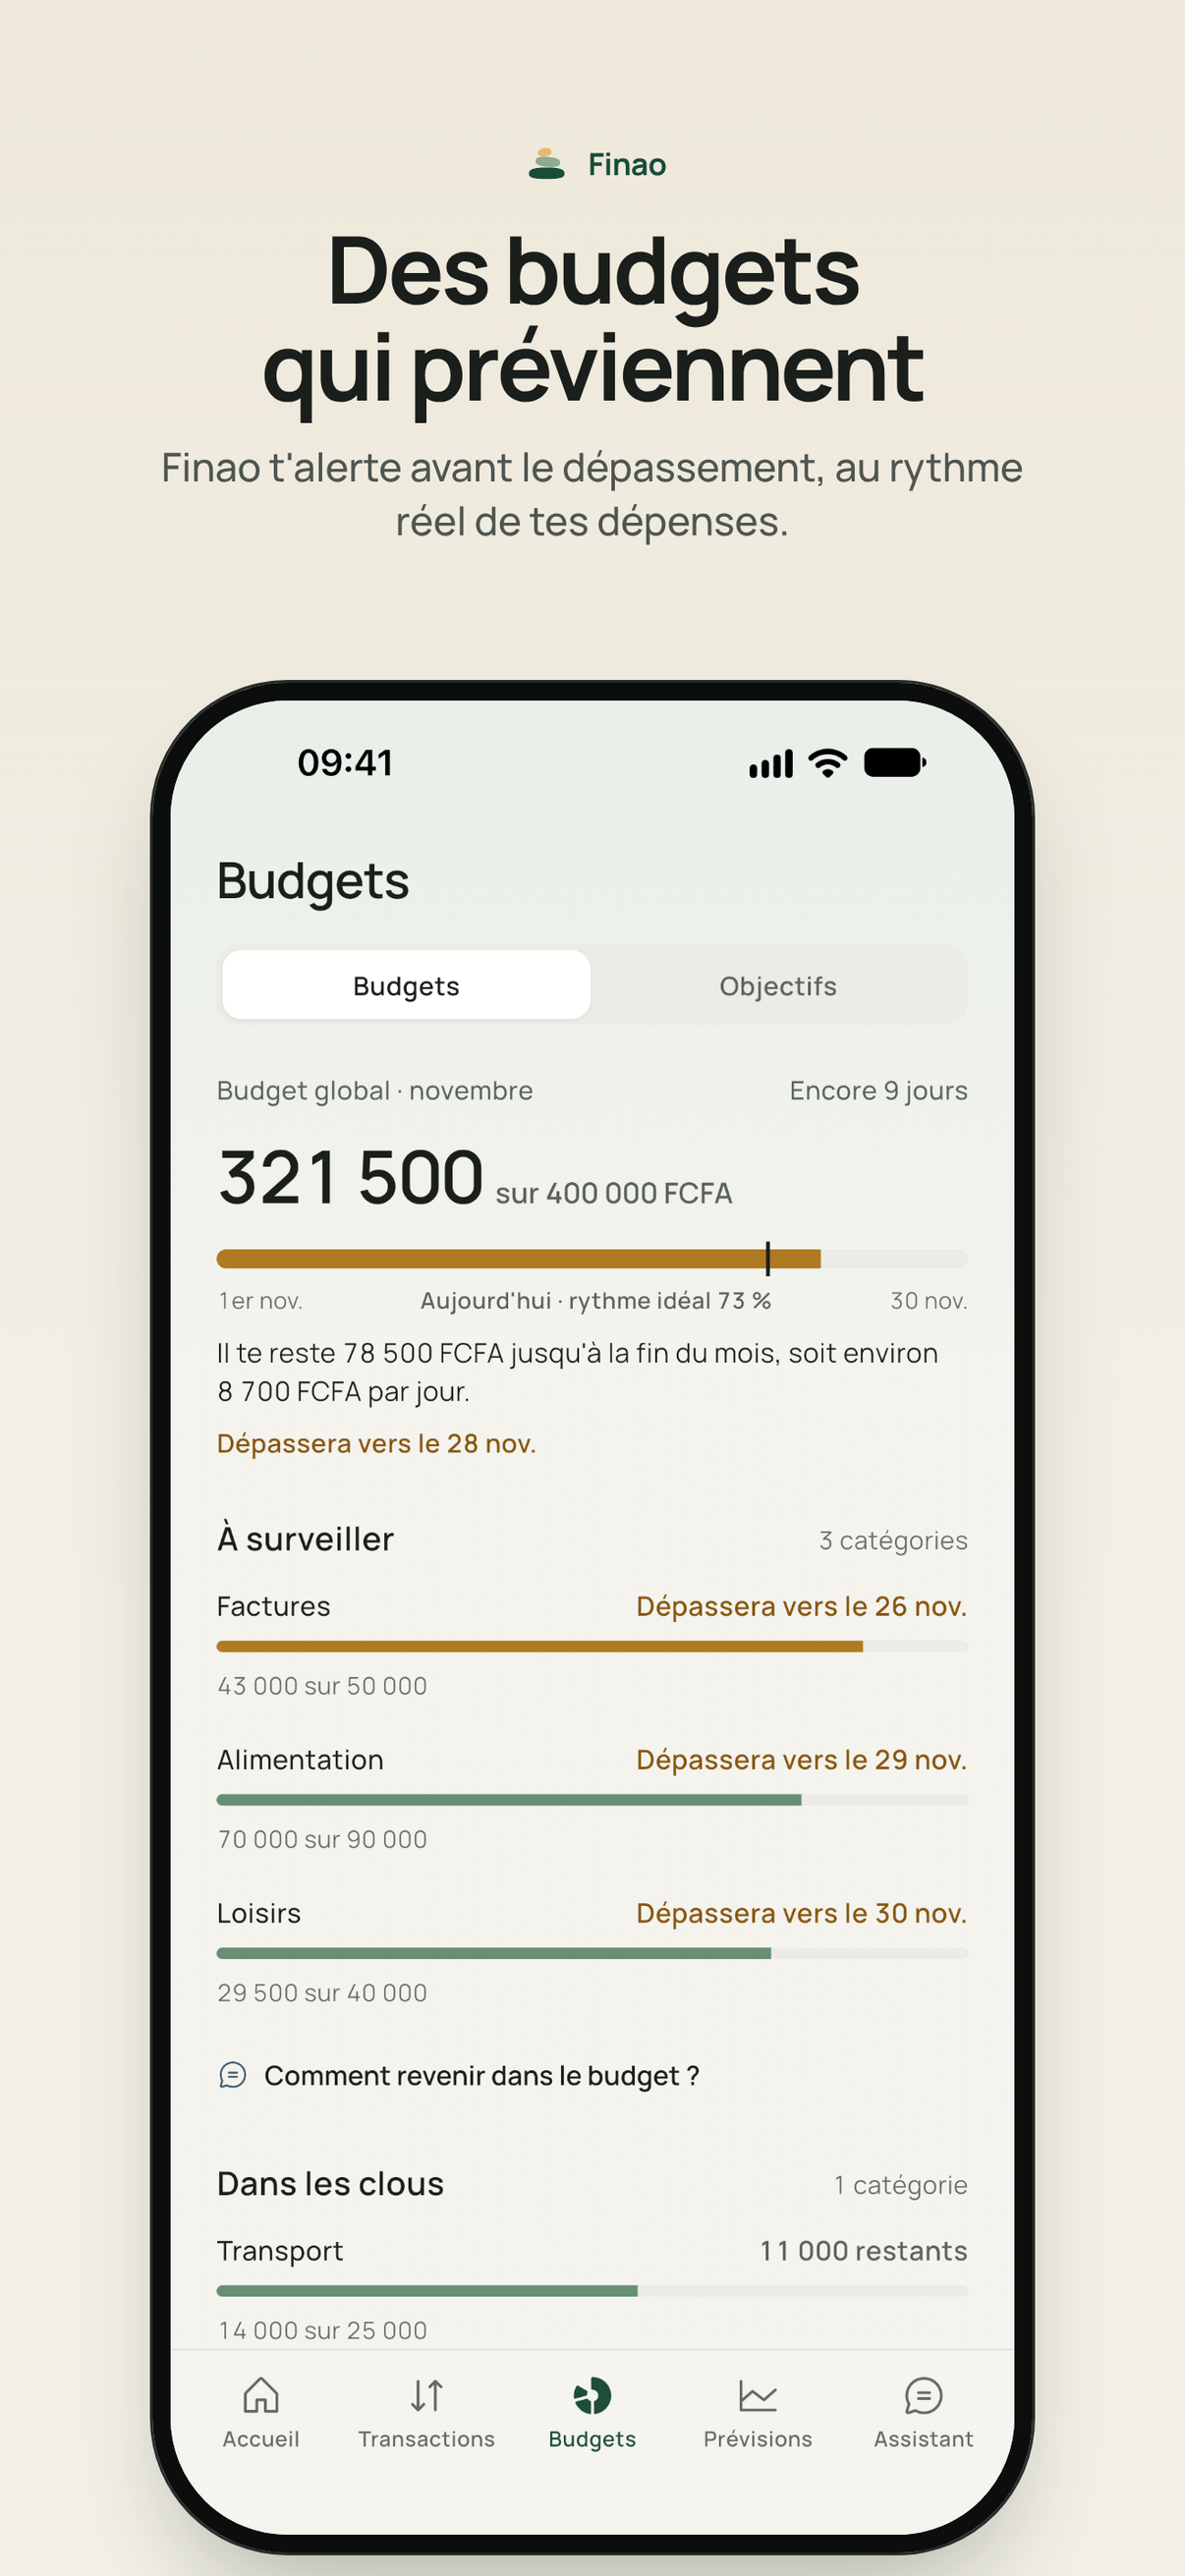 Finao
Des budgets
qui préviennent
Finao t'alerte avant le dépassement, au rythme
réel de tes dépenses.
09:41
Budgets
Budgets Objectifs
Budget global · novembre Encore 9 jours
321 500 sur 400 000 FCFA
1er nov. Aujourd'hui · rythme idéal 73 % 30 nov.
Il te reste 78 500 FCFA jusqu'à la fin du mois, soit environ
8 700 FCFA par jour.
Dépassera vers le 28 nov.
À surveiller 3 catégories
Factures Dépassera vers le 26 nov.
43 000 sur 50 000
Alimentation Dépassera vers le 29 nov.
70 000 sur 90 000
Loisirs Dépassera vers le 30 nov.
29 500 sur 40 000
Comment revenir dans le budget ?
Dans les clous 1 catégorie
Transport 11 000 restants
14 000 sur 25 000
Accueil Transactions Budgets Prévisions Assistant